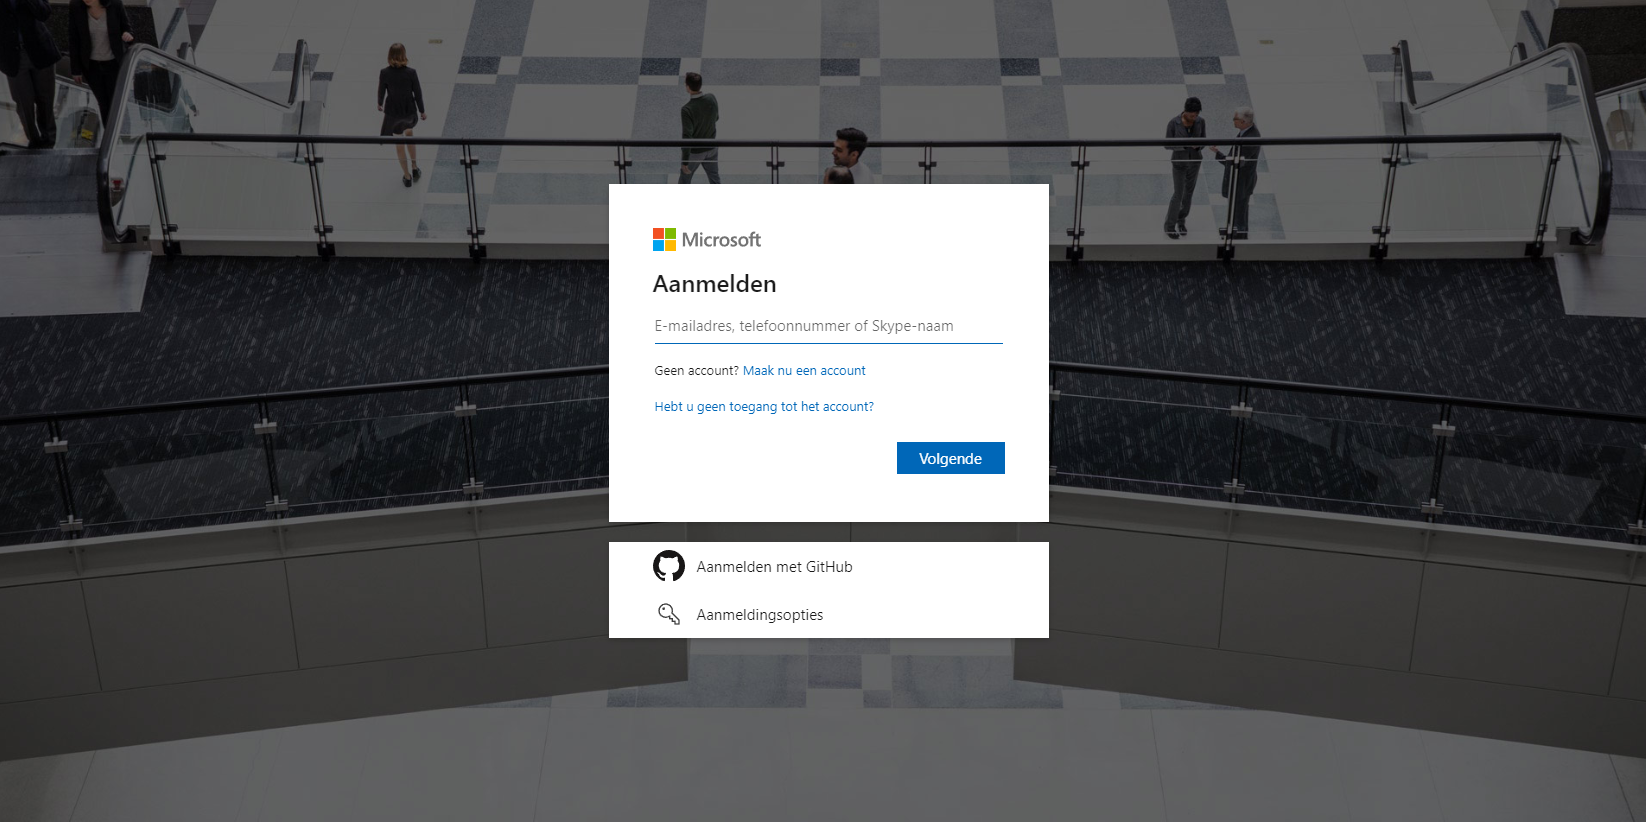 Microsoft
Aanmelden
E-mailadres, telefoonnummer of Skype-naam
Geen account? Maak nu een account
Hebt u geen toegang tot het account?
Volgende
Aanmelden met GitHub
Aanmeldingsopties